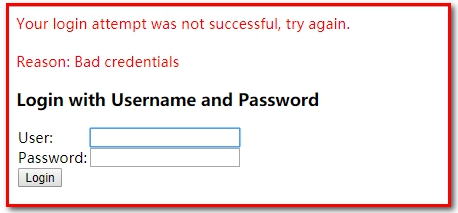 Your login attempt was not successful, try again.
Reason: Bad credentials
Login with Username and Password
User:
Password:
Login